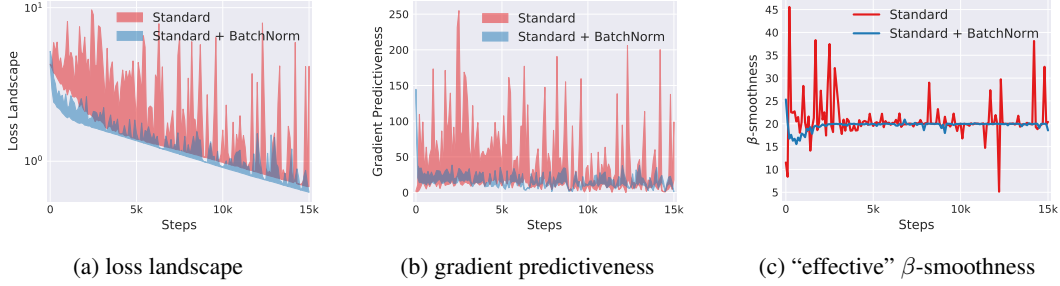 Loss Landscape
10¹
10⁰
Standard
Standard + BatchNorm
0
5k
10k
15k
Steps
(a) loss landscape
Gradient Predictiveness
250
200
150
100
50
0
Standard
Standard + BatchNorm
0
5k
10k
15k
Steps
(b) gradient predictiveness
β-smoothness
45
40
35
30
25
20
15
10
5
Standard
Standard + BatchNorm
0
5k
10k
15k
Steps
(c) “effective” β-smoothness